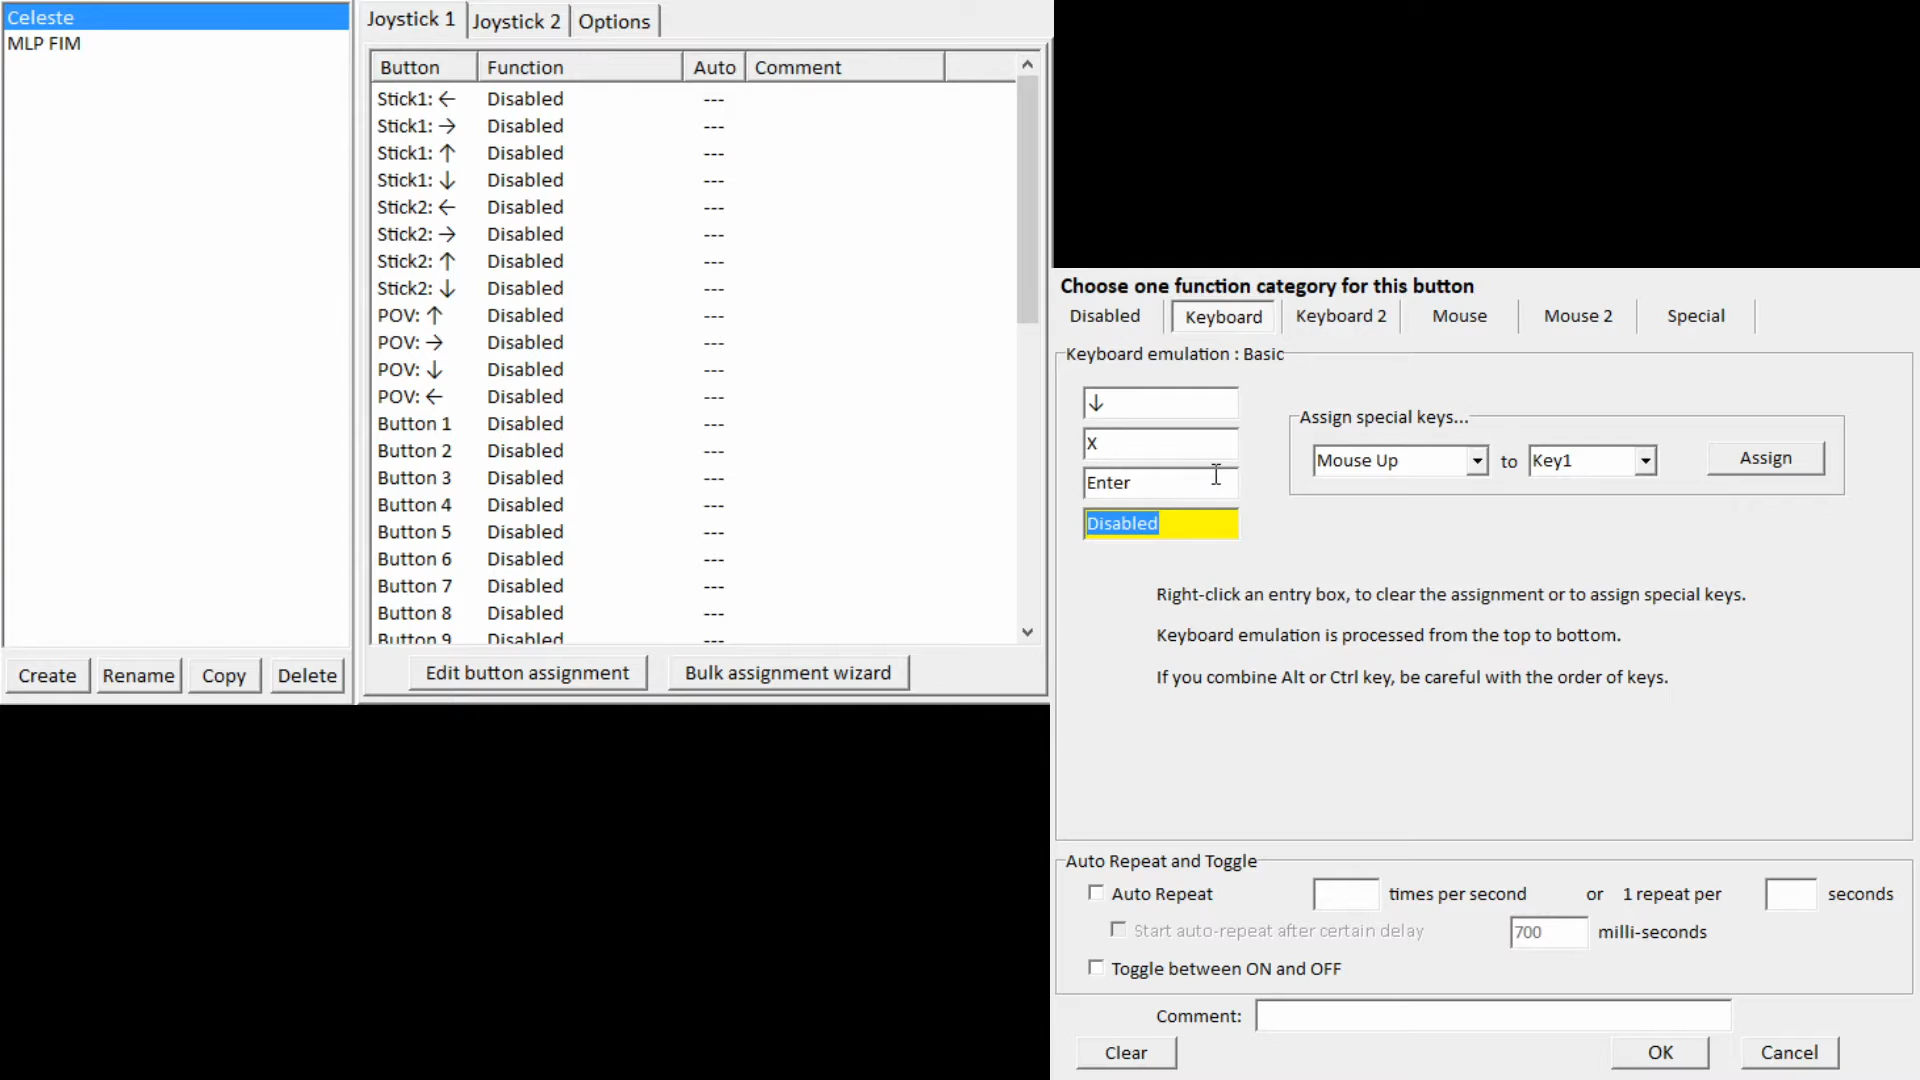 Celeste
MLP FIM
Create Rename Copy Delete
Joystick 1 Joystick 2 Options
Button Function Auto Comment
Stick1: ← Disabled ---
Stick1: → Disabled ---
Stick1: ↑ Disabled ---
Stick1: ↓ Disabled ---
Stick2: ← Disabled ---
Stick2: → Disabled ---
Stick2: ↑ Disabled ---
Stick2: ↓ Disabled ---
POV: ↑ Disabled ---
POV: → Disabled ---
POV: ↓ Disabled ---
POV: ← Disabled ---
Button 1 Disabled ---
Button 2 Disabled ---
Button 3 Disabled ---
Button 4 Disabled ---
Button 5 Disabled ---
Button 6 Disabled ---
Button 7 Disabled ---
Button 8 Disabled ---
Button 9 Disabled ---
Edit button assignment Bulk assignment wizard
Choose one function category for this button
Disabled Keyboard Keyboard 2 Mouse Mouse 2 Special
Keyboard emulation : Basic
↓
X
Enter
Disabled
Assign special keys...
Mouse Up to Key1 Assign
Right-click an entry box, to clear the assignment or to assign special keys.
Keyboard emulation is processed from the top to bottom.
If you combine Alt or Ctrl key, be careful with the order of keys.
Auto Repeat and Toggle
Auto Repeat times per second or 1 repeat per seconds
Start auto-repeat after certain delay 700 milli-seconds
Toggle between ON and OFF
Comment:
Clear OK Cancel